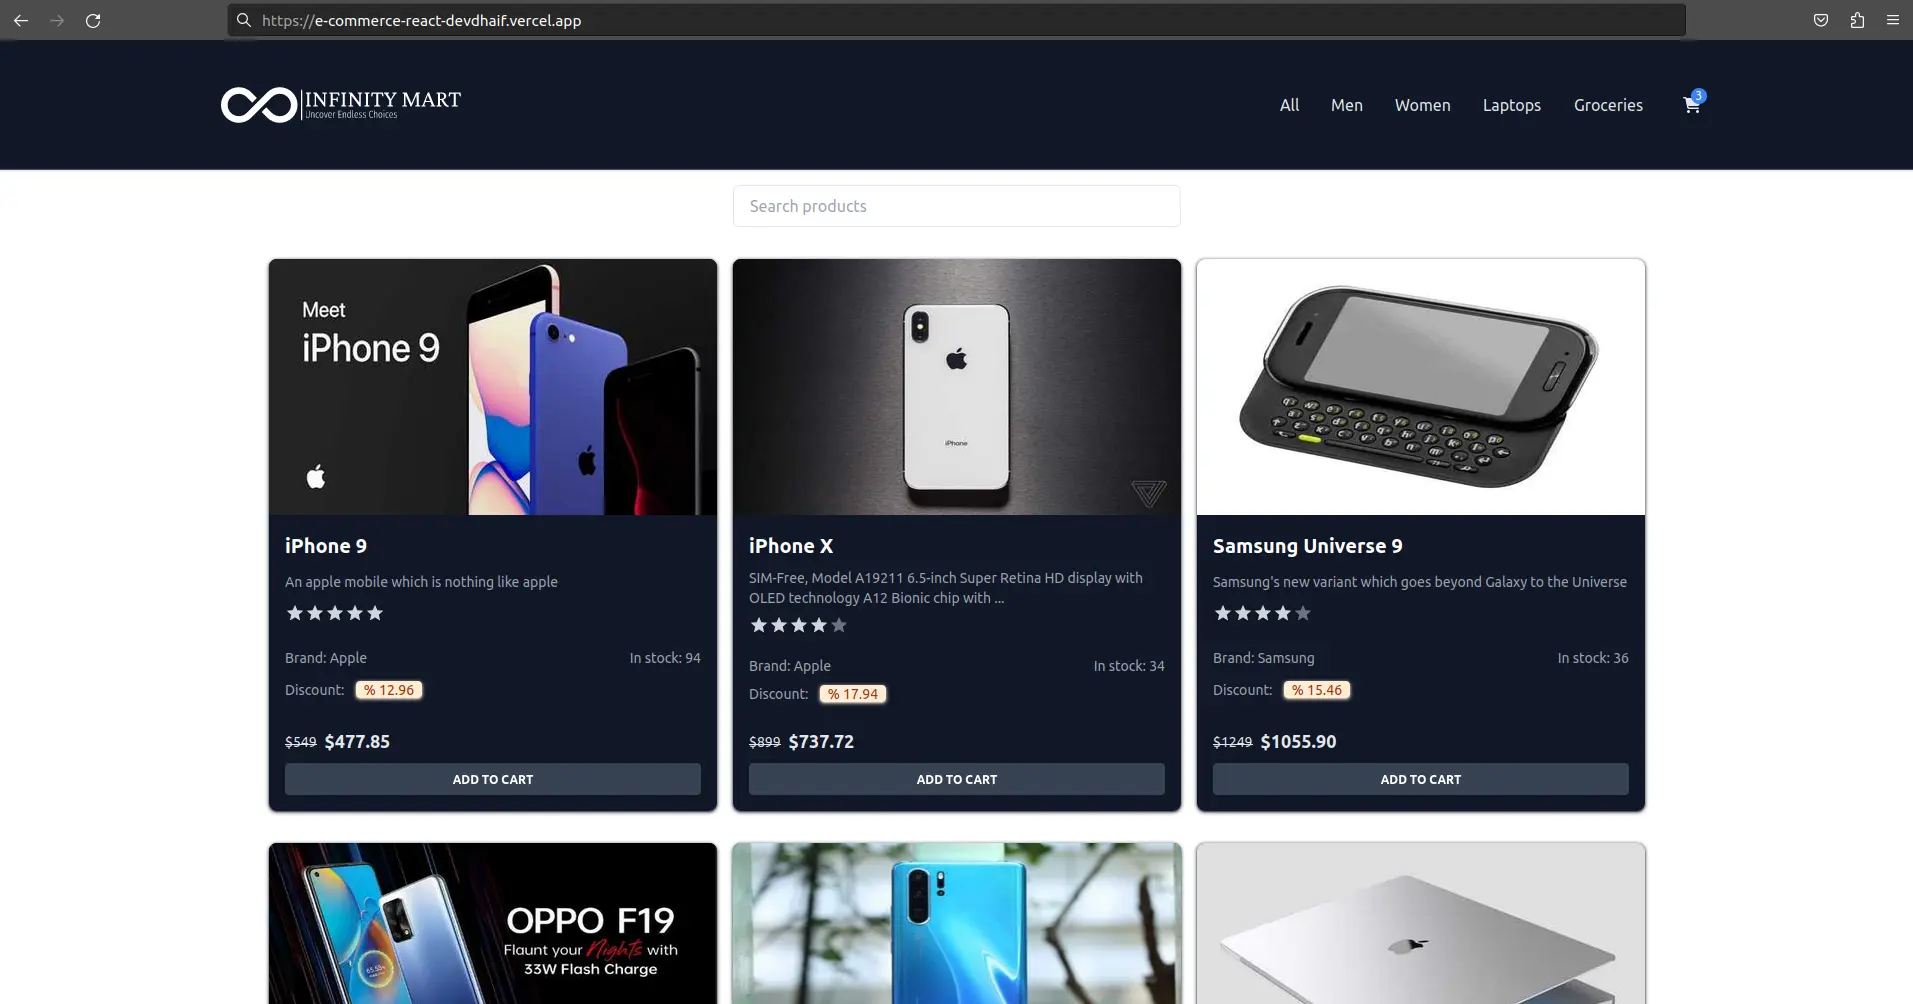 https://e-commerce-react-devdhaif.vercel.app
INFINITY MART
Uncover Endless Choices
All
Men
Women
Laptops
Groceries
3
Search products
Meet
iPhone 9
iPhone
iPhone 9
An apple mobile which is nothing like apple
Brand: Apple
In stock: 94
Discount:
% 12.96
$549 $477.85
ADD TO CART
iPhone X
SIM-Free, Model A19211 6.5-inch Super Retina HD display with
OLED technology A12 Bionic chip with ...
Brand: Apple
In stock: 34
Discount:
% 17.94
$899 $737.72
ADD TO CART
Samsung Universe 9
Samsung's new variant which goes beyond Galaxy to the Universe
Brand: Samsung
In stock: 36
Discount:
% 15.46
$1249 $1055.90
ADD TO CART
OPPO F19
Flaunt your Nights with
33W Flash Charge